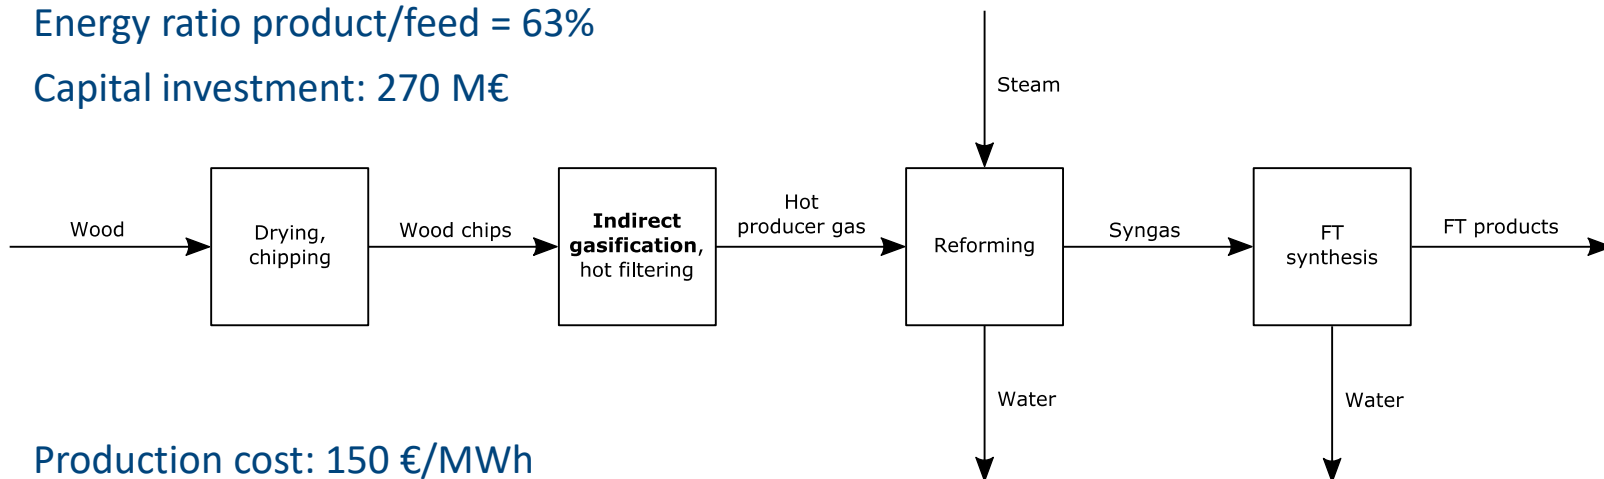 Energy ratio product/feed = 63%
Capital investment: 270 M€
Steam
Wood
Drying,
chipping
Wood chips
Indirect
gasification,
hot filtering
Hot
producer gas
Reforming
Syngas
FT
synthesis
FT products
Water
Water
Production cost: 150 €/MWh